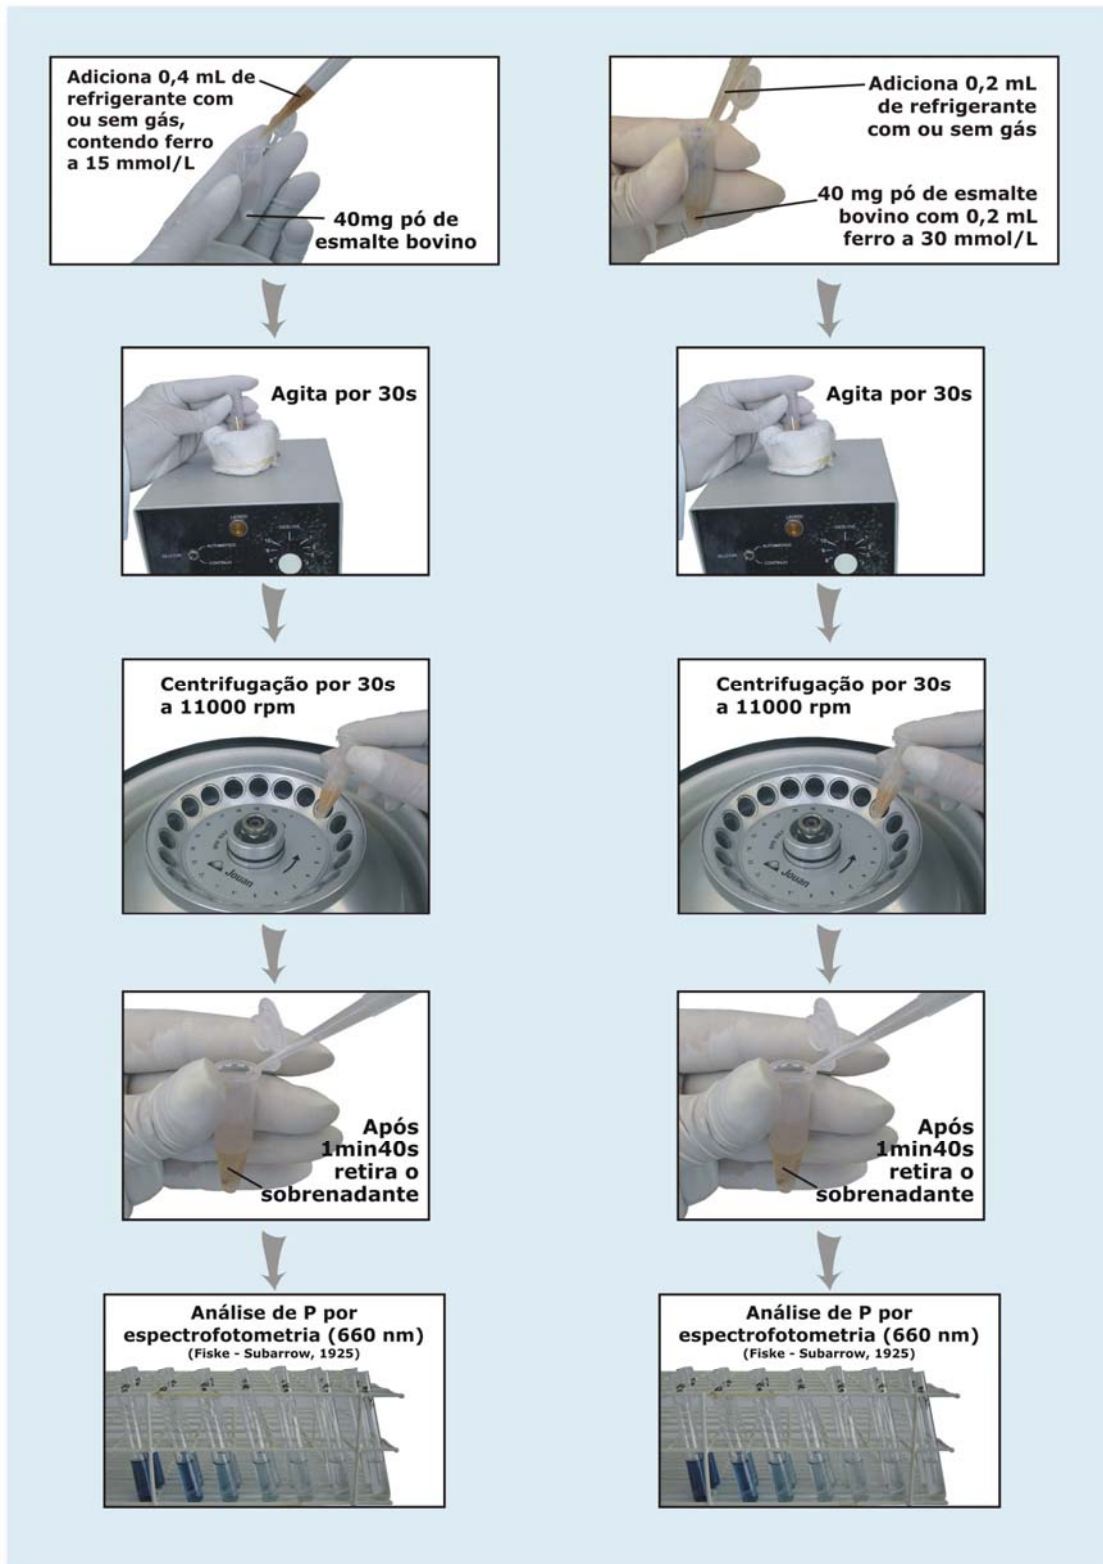 Adiciona 0,4 mL de
refrigerante com
ou sem gás,
contendo ferro
a 15 mmol/L
40mg pó de
esmalte bovino
Adiciona 0,2 mL
de refrigerante
com ou sem gás
40 mg pó de esmalte
bovino com 0,2 mL
ferro a 30 mmol/L
Agita por 30s
Agita por 30s
AUTOMATICO
CONTINUO
AUTOMATICO
CONTINUO
Centrifugação por 30s
a 11000 rpm
Jouan
Centrifugação por 30s
a 11000 rpm
Jouan
Após
1min40s
retira o
sobrenadante
Após
1min40s
retira o
sobrenadante
Análise de P por
espectrofotometria (660 nm)
(Fiske - Subarrow, 1925)
Análise de P por
espectrofotometria (660 nm)
(Fiske - Subarrow, 1925)